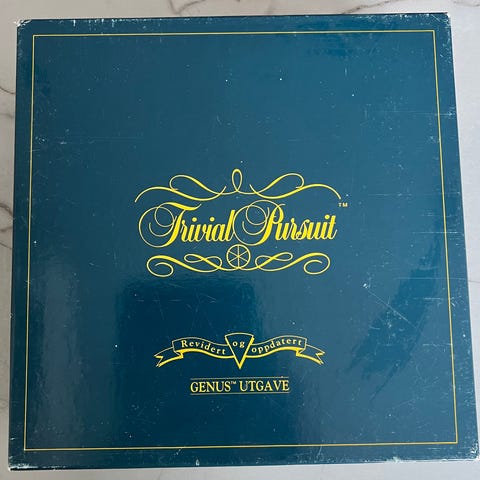 Trivial Pursuit™
Revidert og oppdatert
GENUS™ UTGAVE